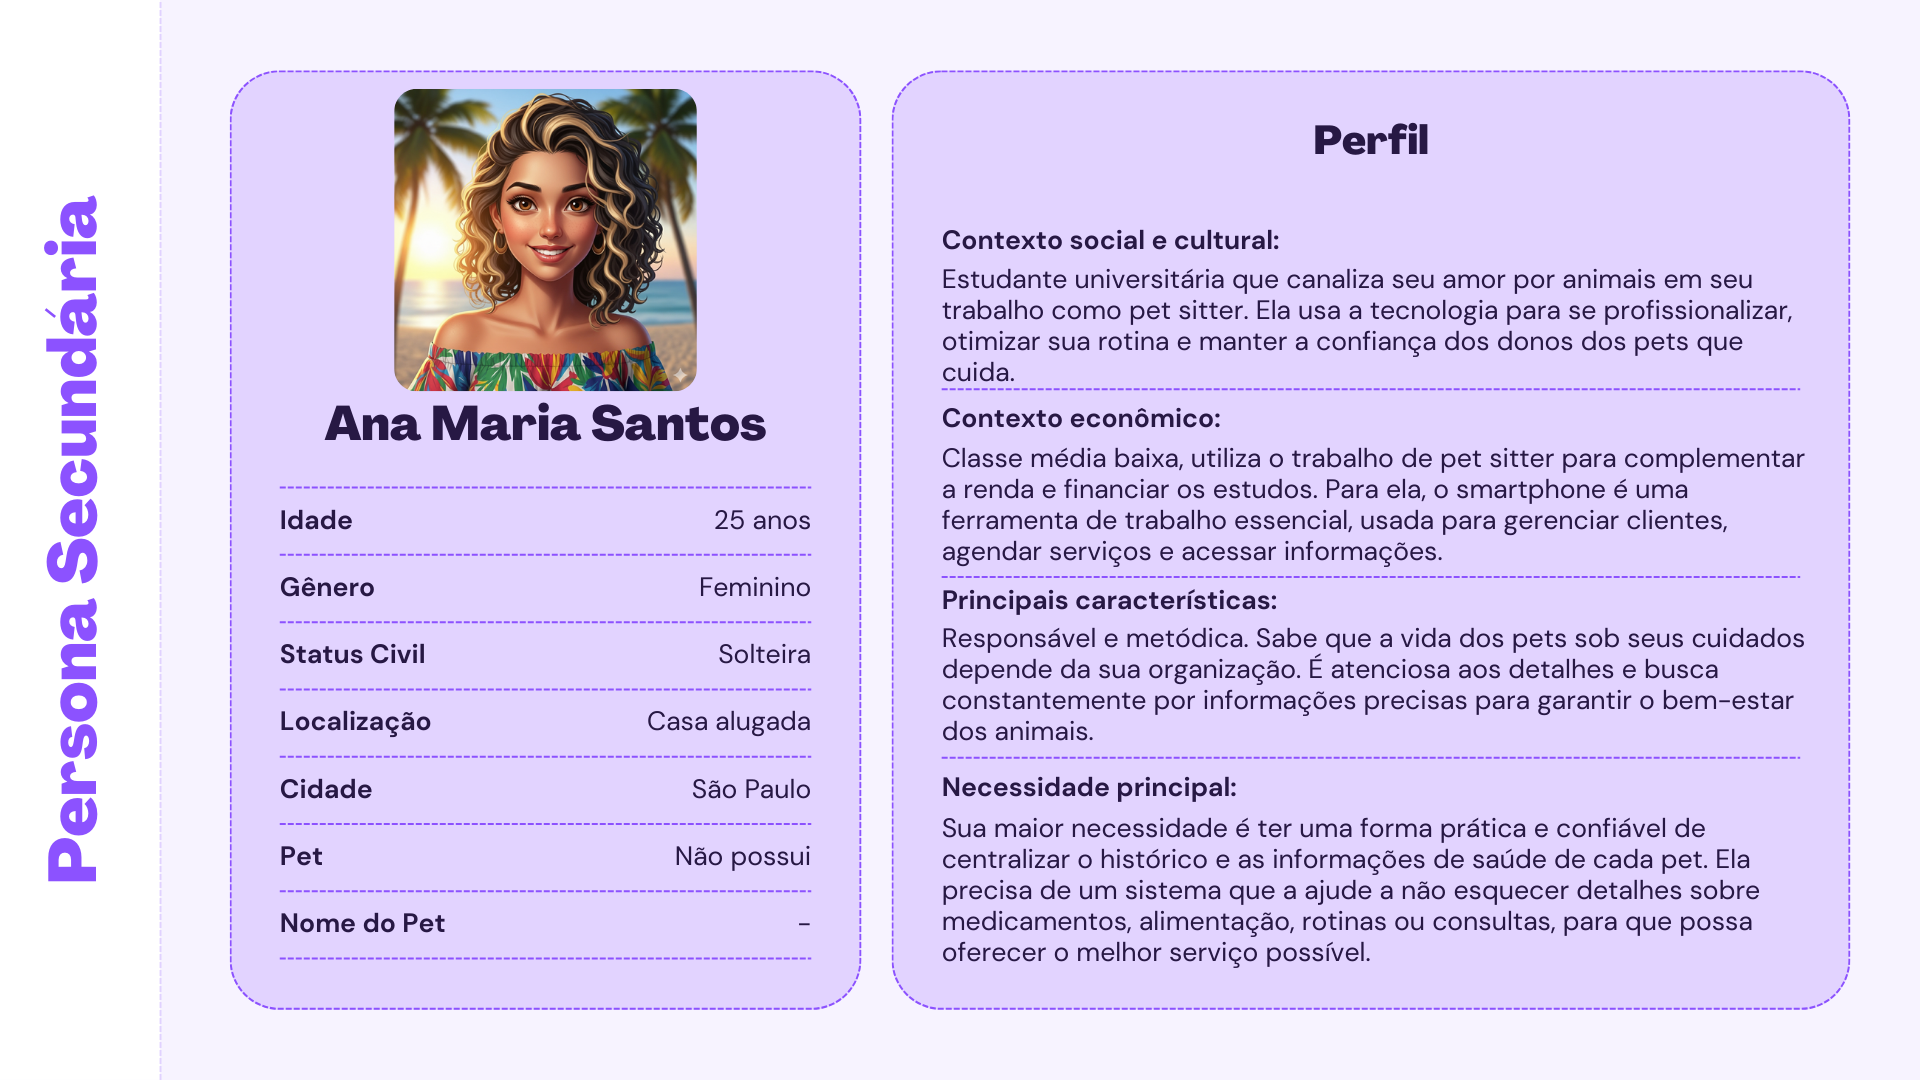 Persona Secundária
Ana Maria Santos
Idade 25 anos
Gênero Feminino
Status Civil Solteira
Localização Casa alugada
Cidade São Paulo
Pet Não possui
Nome do Pet -
Perfil
Contexto social e cultural:
Estudante universitária que canaliza seu amor por animais em seu
trabalho como pet sitter. Ela usa a tecnologia para se profissionalizar,
otimizar sua rotina e manter a confiança dos donos dos pets que
cuida.
Contexto econômico:
Classe média baixa, utiliza o trabalho de pet sitter para complementar
a renda e financiar os estudos. Para ela, o smartphone é uma
ferramenta de trabalho essencial, usada para gerenciar clientes,
agendar serviços e acessar informações.
Principais características:
Responsável e metódica. Sabe que a vida dos pets sob seus cuidados
depende da sua organização. É atenciosa aos detalhes e busca
constantemente por informações precisas para garantir o bem-estar
dos animais.
Necessidade principal:
Sua maior necessidade é ter uma forma prática e confiável de
centralizar o histórico e as informações de saúde de cada pet. Ela
precisa de um sistema que a ajude a não esquecer detalhes sobre
medicamentos, alimentação, rotinas ou consultas, para que possa
oferecer o melhor serviço possível.